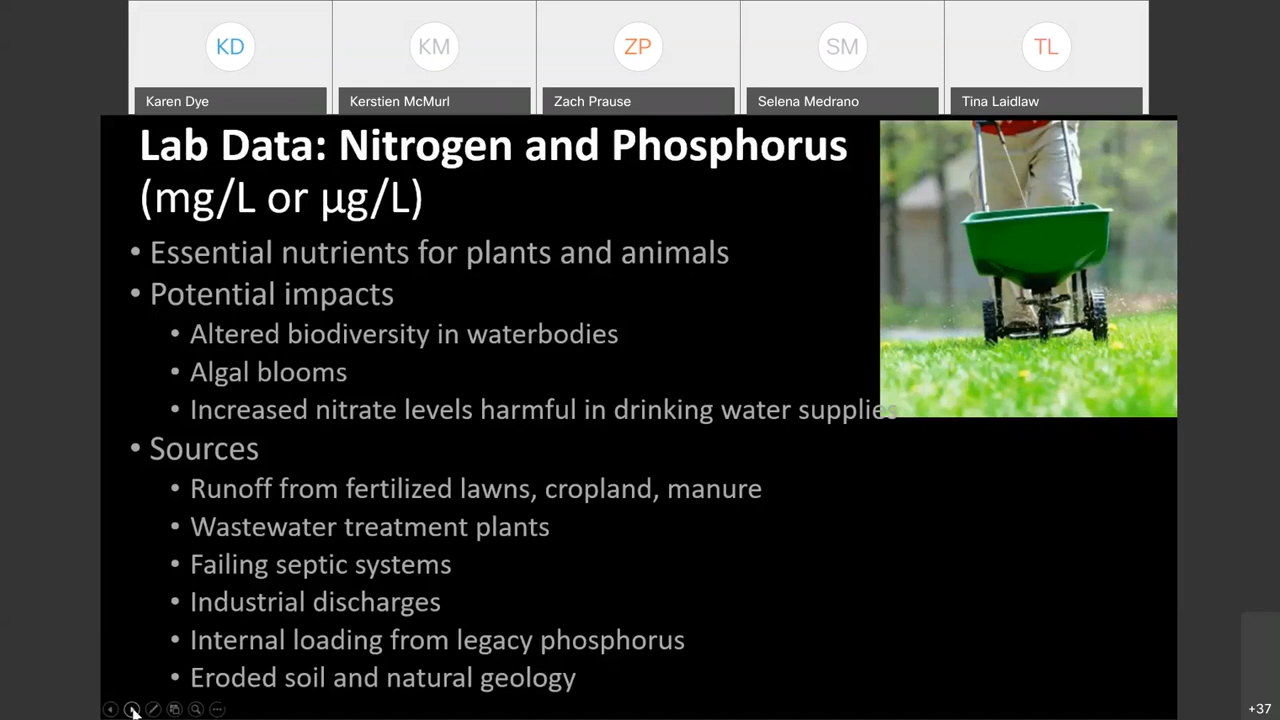 KD
KM
ZP
SM
TL
Karen Dye
Kerstien McMurl
Zach Prause
Selena Medrano
Tina Laidlaw
Lab Data: Nitrogen and Phosphorus
(mg/L or µg/L)
• Essential nutrients for plants and animals
• Potential impacts
• Altered biodiversity in waterbodies
• Algal blooms
• Increased nitrate levels harmful in drinking water supplies
• Sources
• Runoff from fertilized lawns, cropland, manure
• Wastewater treatment plants
• Failing septic systems
• Industrial discharges
• Internal loading from legacy phosphorus
• Eroded soil and natural geology
+37